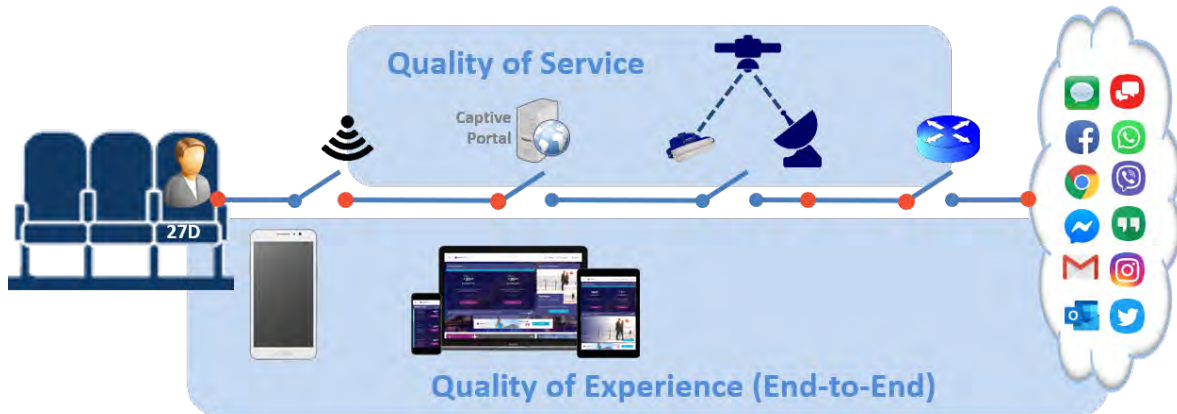 Quality of Service
Captive
Portal
27D
Quality of Experience (End-to-End)